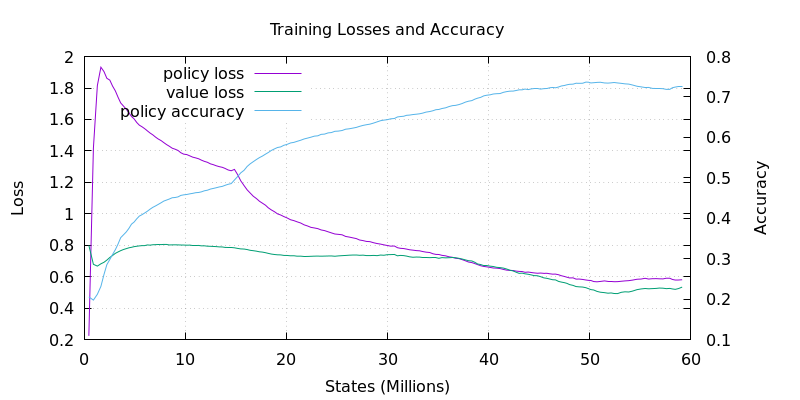 Training Losses and Accuracy
policy loss
value loss
policy accuracy
Loss
2
1.8
1.6
1.4
1.2
1
0.8
0.6
0.4
0.2
0.8
0.7
0.6
0.5
0.4
0.3
0.2
0.1
Accuracy
0 10 20 30 40 50 60
States (Millions)